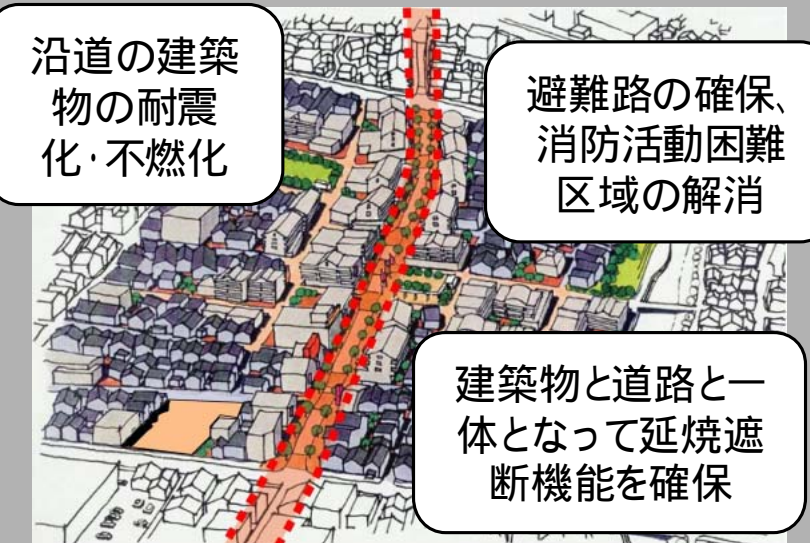 沿道の建築
物の耐震
化・不燃化
避難路の確保、
消防活動困難
区域の解消
建築物と道路と一
体となって延焼遮
断機能を確保